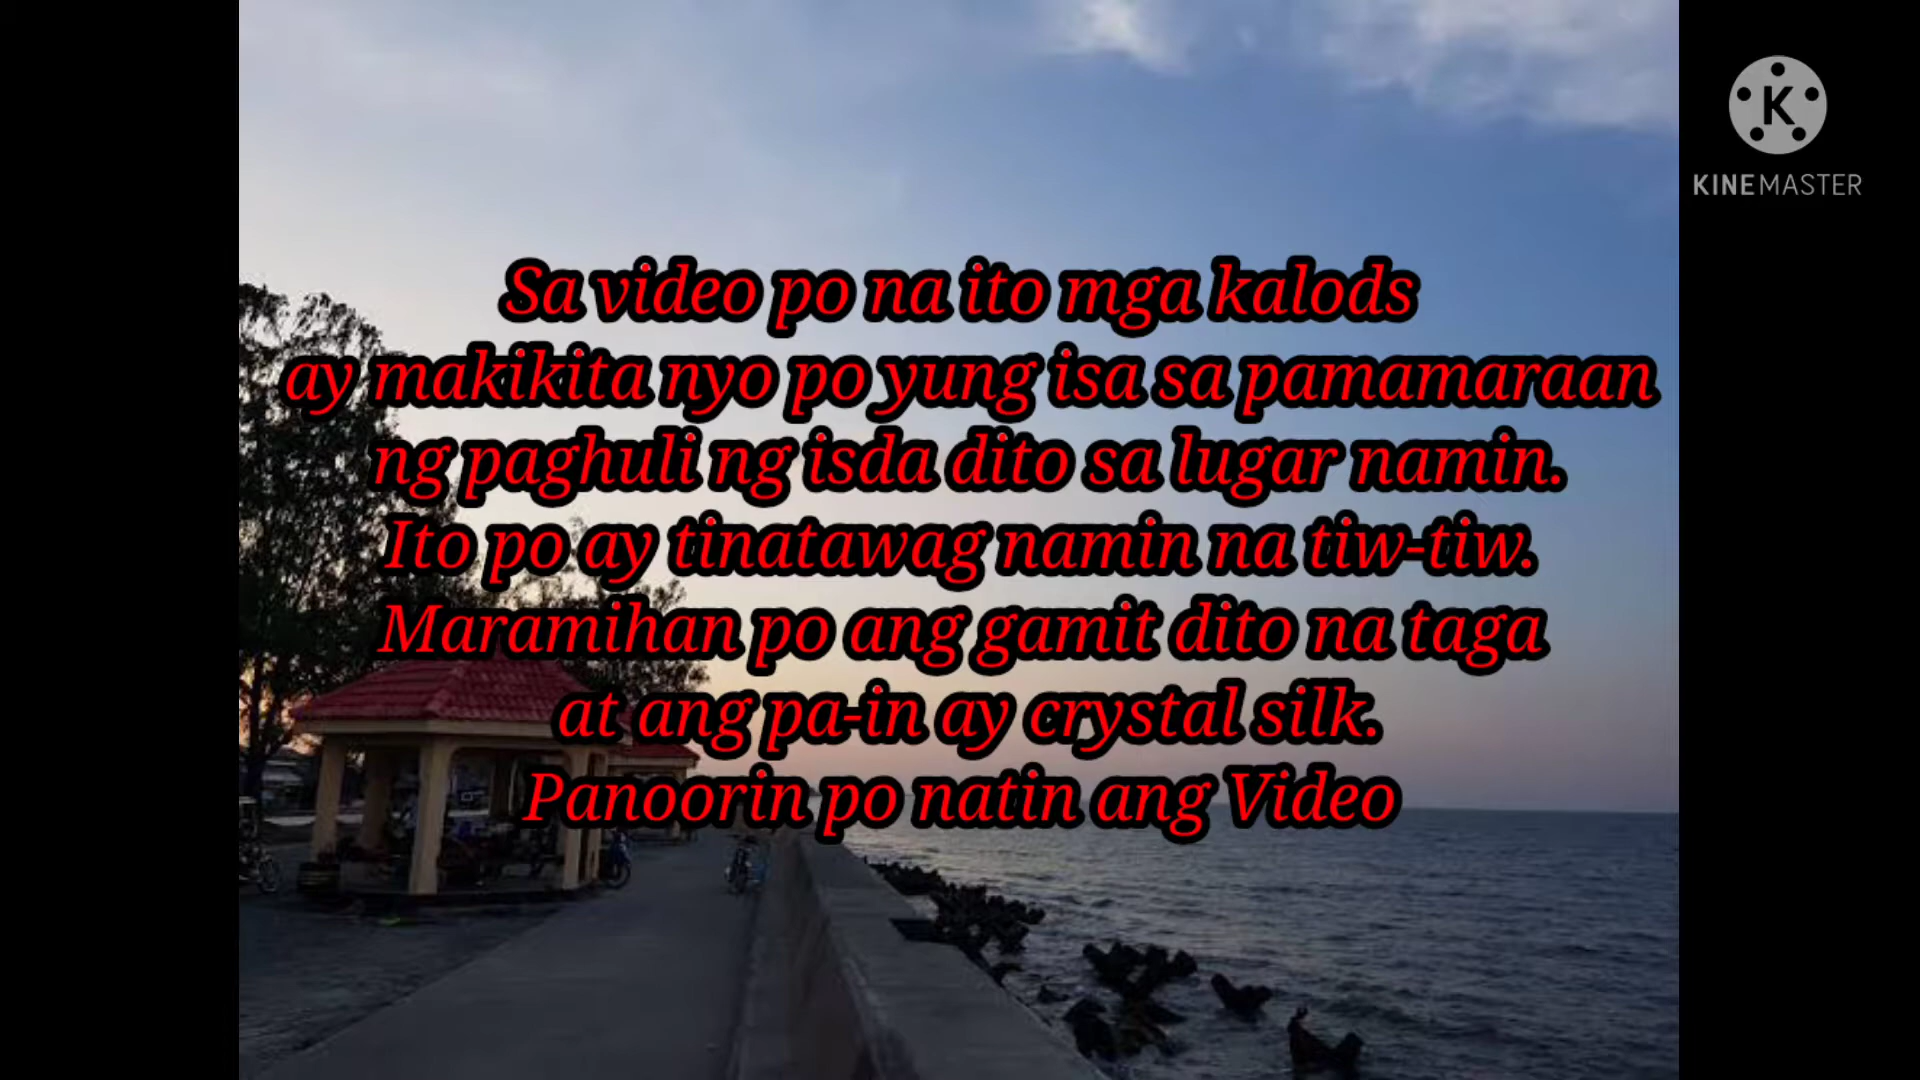 KINEMASTER
Sa video po na ito mga kalods
ay makikita nyo po yung isa sa pamamaraan
ng paghuli ng isda dito sa lugar namin.
Ito po ay tinatawag namin na tiw-tiw.
Maramihan po ang gamit dito na taga
at ang pa-in ay crystal silk.
Panoorin po natin ang Video